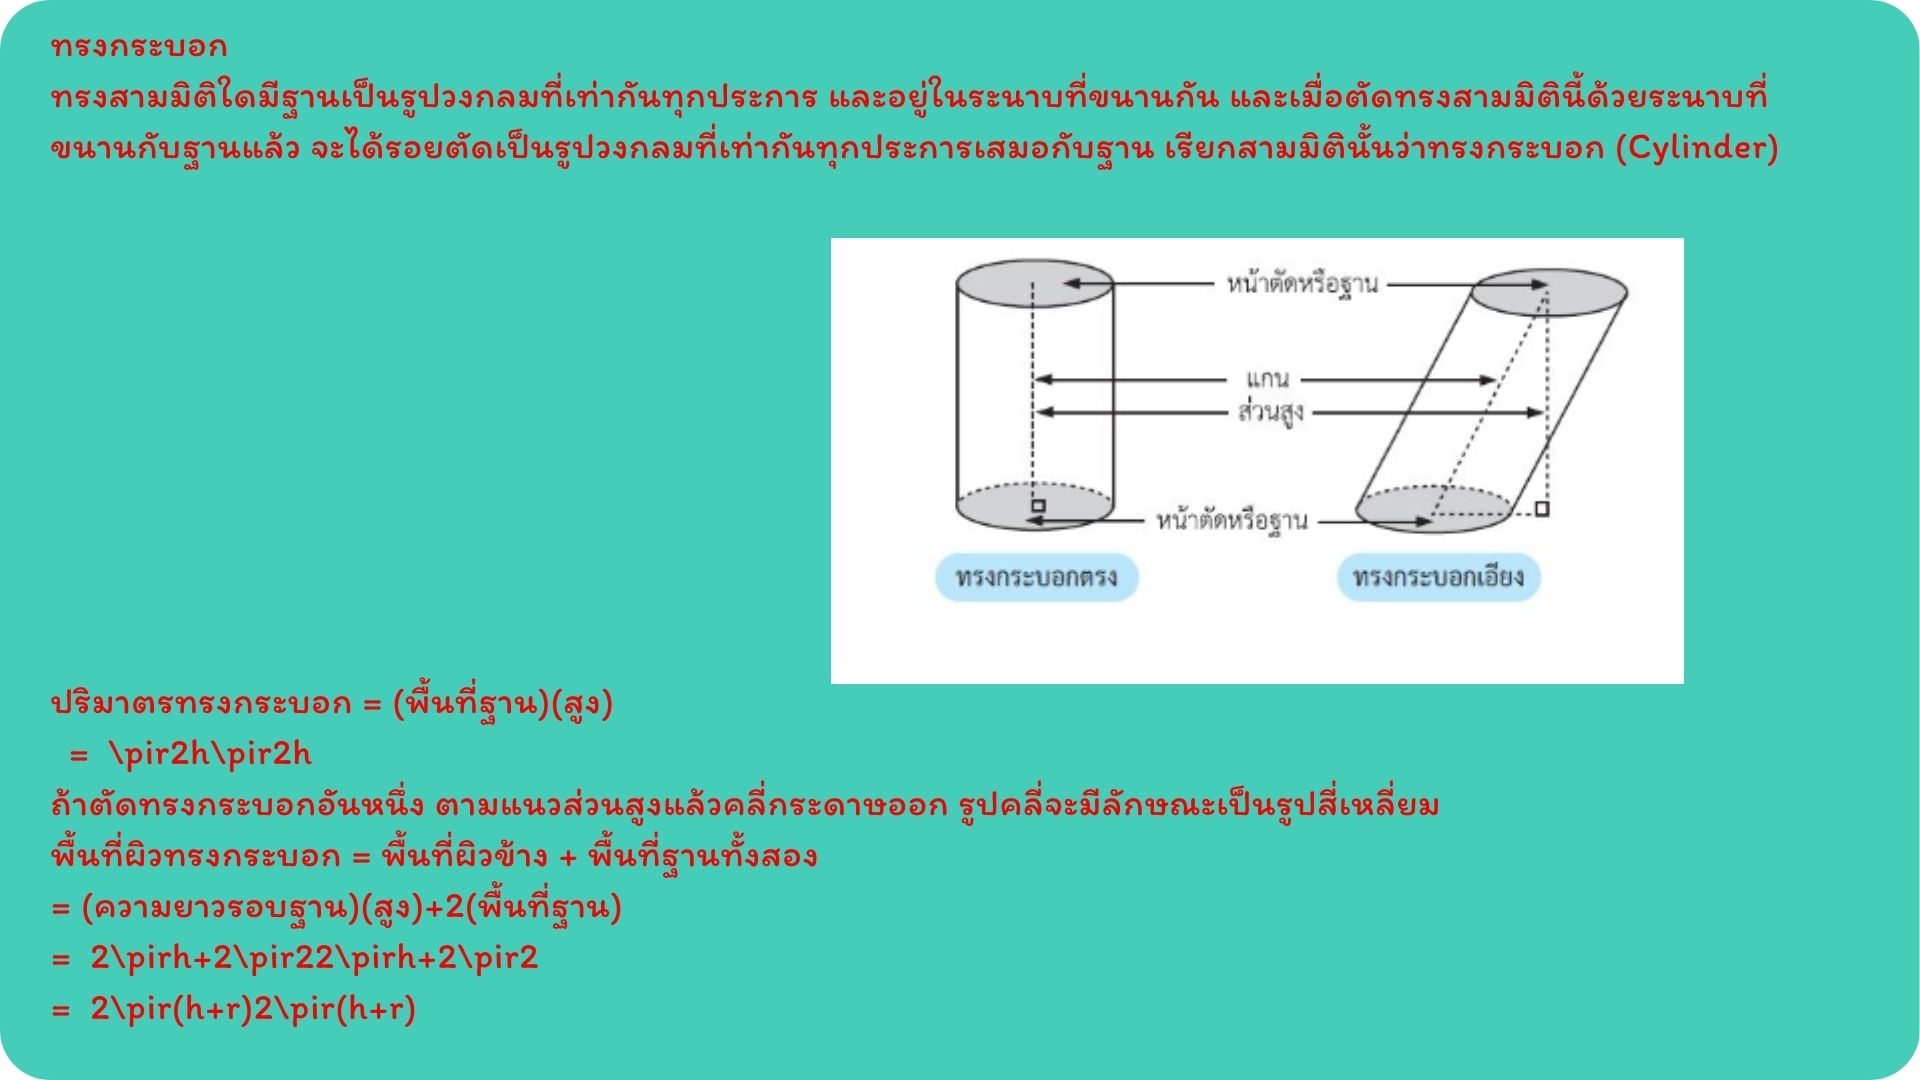 ทรงกระบอก
ทรงสามมิติใดมีฐานเป็นรูปวงกลมที่เท่ากันทุกประการ และอยู่ในระนาบที่ขนานกัน และเมื่อตัดทรงสามมิตินี้ด้วยระนาบที่
ขนานกับฐานแล้ว จะได้รอยตัดเป็นรูปวงกลมที่เท่ากันทุกประการเสมอกับฐาน เรียกสามมิตินั้นว่าทรงกระบอก (Cylinder)
หน้าตัดหรือฐาน
แกน
ส่วนสูง
หน้าตัดหรือฐาน
ทรงกระบอกตรง
ทรงกระบอกเอียง
ปริมาตรทรงกระบอก = (พื้นที่ฐาน)(สูง)
= \pir2h\pir2h
ถ้าตัดทรงกระบอกอันหนึ่ง ตามแนวส่วนสูงแล้วคลี่กระดาษออก รูปคลี่จะมีลักษณะเป็นรูปสี่เหลี่ยม
พื้นที่ผิวทรงกระบอก = พื้นที่ผิวข้าง + พื้นที่ฐานทั้งสอง
= (ความยาวรอบฐาน)(สูง)+2(พื้นที่ฐาน)
= 2\pirh+2\pir22\pirh+2\pir2
= 2\pir(h+r)2\pir(h+r)